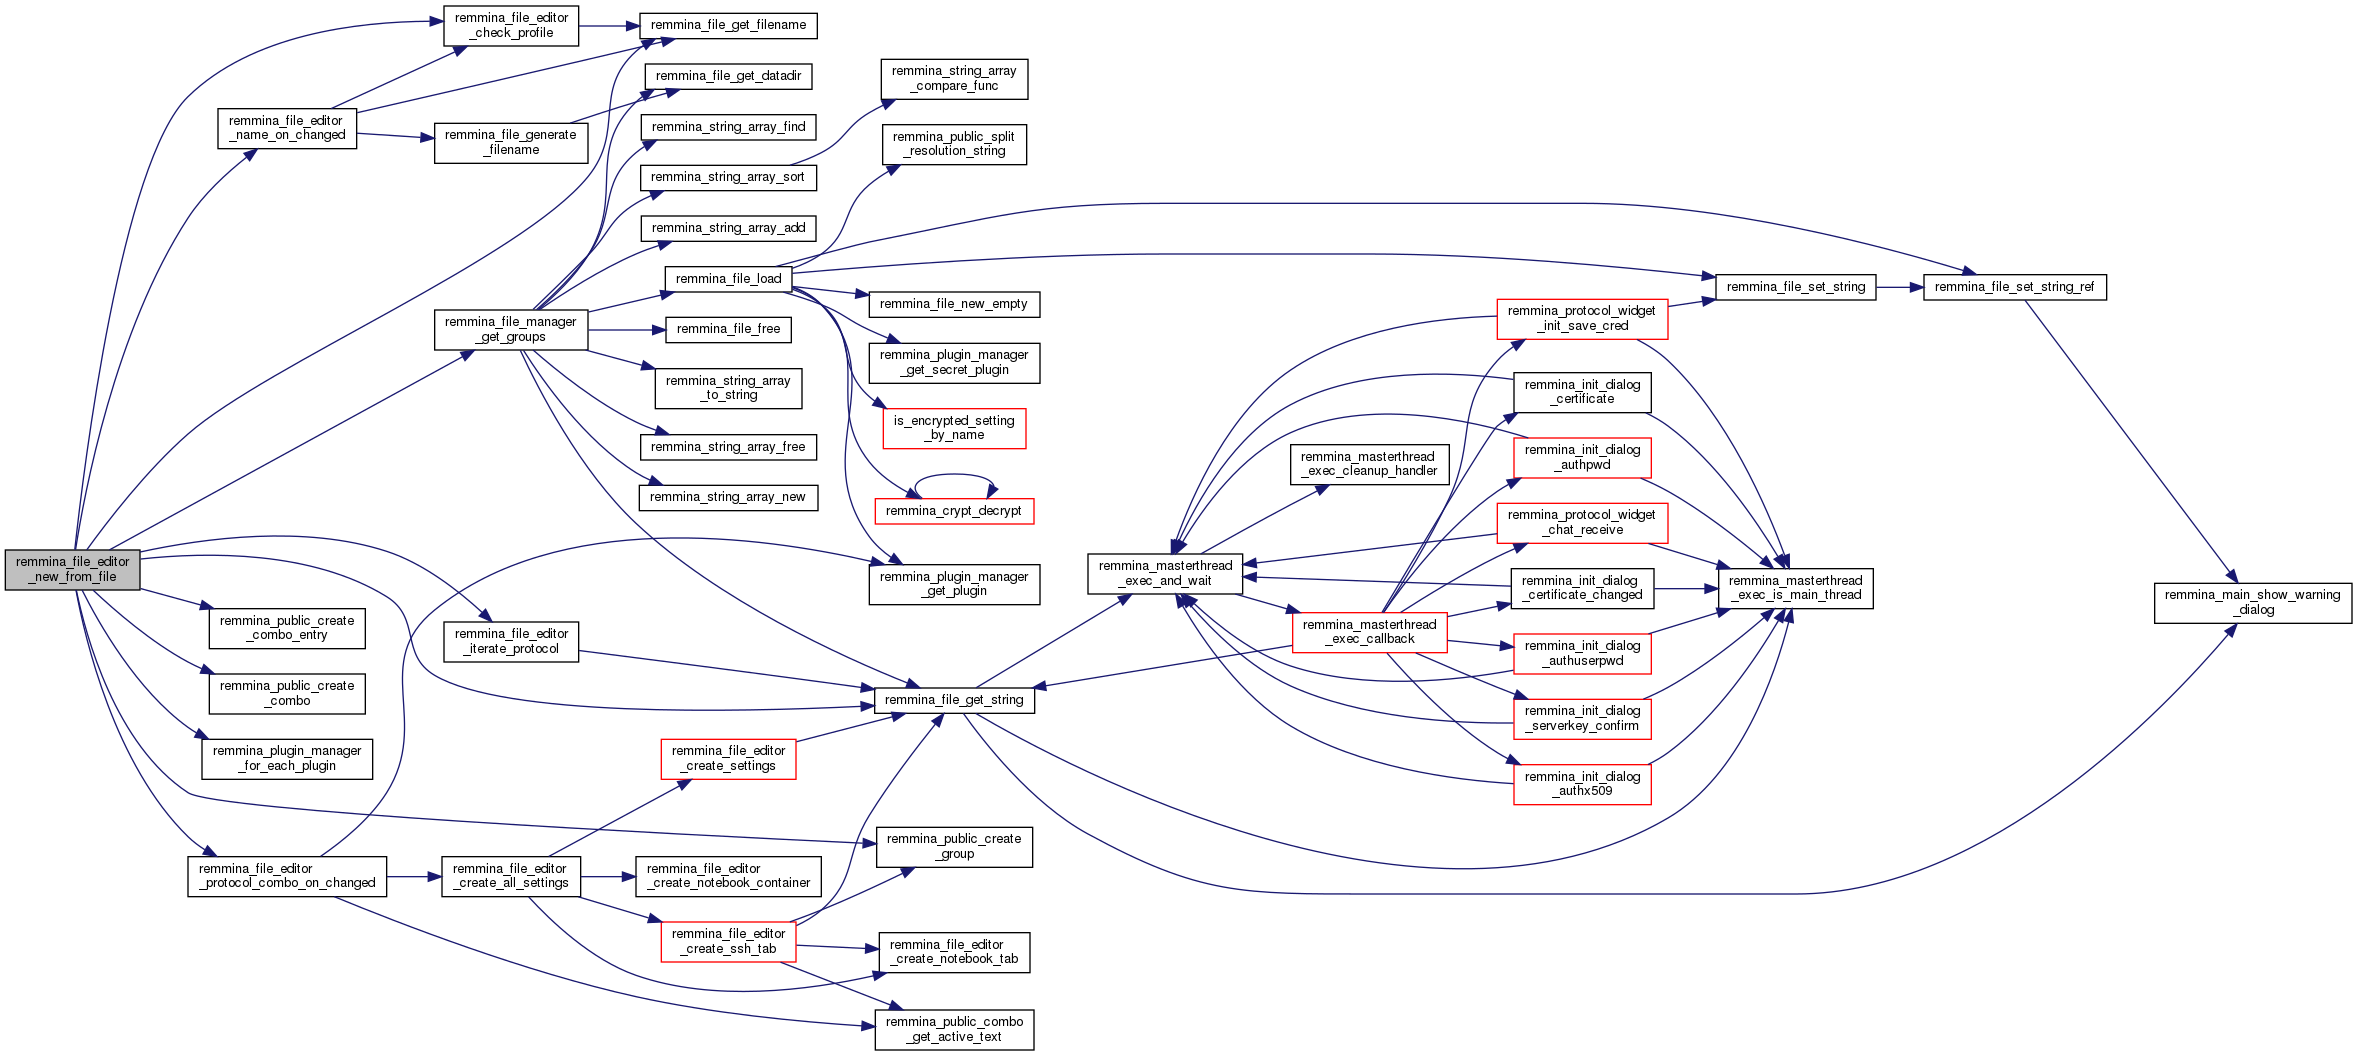 remmina_file_editor
_new_from_file
remmina_file_editor
_check_profile
remmina_file_get_filename
remmina_file_editor
_name_on_changed
remmina_file_generate
_filename
remmina_file_get_datadir
remmina_string_array_find
remmina_string_array_sort
remmina_string_array_add
remmina_string_array
_compare_func
remmina_public_split
_resolution_string
remmina_file_load
remmina_file_manager
_get_groups
remmina_file_free
remmina_string_array
_to_string
remmina_string_array_free
remmina_string_array_new
remmina_file_new_empty
remmina_plugin_manager
_get_secret_plugin
is_encrypted_setting
_by_name
remmina_crypt_decrypt
remmina_plugin_manager
_get_plugin
remmina_public_create
_combo_entry
remmina_public_create
_combo
remmina_plugin_manager
_for_each_plugin
remmina_file_editor
_iterate_protocol
remmina_file_get_string
remmina_file_editor
_create_settings
remmina_file_editor
_protocol_combo_on_changed
remmina_file_editor
_create_all_settings
remmina_file_editor
_create_notebook_container
remmina_file_editor
_create_ssh_tab
remmina_public_create
_group
remmina_file_editor
_create_notebook_tab
remmina_public_combo
_get_active_text
remmina_masterthread
_exec_and_wait
remmina_masterthread
_exec_cleanup_handler
remmina_masterthread
_exec_callback
remmina_protocol_widget
_init_save_cred
remmina_init_dialog
_certificate
remmina_init_dialog
_authpwd
remmina_protocol_widget
_chat_receive
remmina_init_dialog
_certificate_changed
remmina_init_dialog
_authuserpwd
remmina_init_dialog
_serverkey_confirm
remmina_init_dialog
_authx509
remmina_file_set_string
remmina_file_set_string_ref
remmina_masterthread
_exec_is_main_thread
remmina_main_show_warning
_dialog